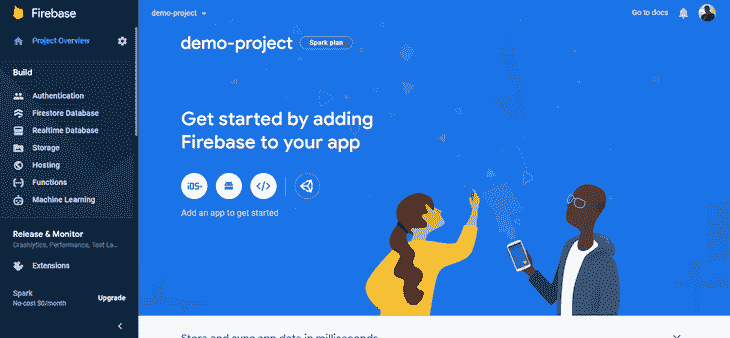 Firebase
Project Overview
Build
Authentication
Firestore Database
Realtime Database
Storage
Hosting
Functions
Machine Learning
Release & Monitor
Crashlytics, Performance, Test La...
Extensions
Spark
No-cost $0/month
Upgrade
demo-project
Go to docs
demo-project
Spark plan
Get started by adding
Firebase to your app
iOS+
</>
Add an app to get started
Store and sync app data in milliseconds